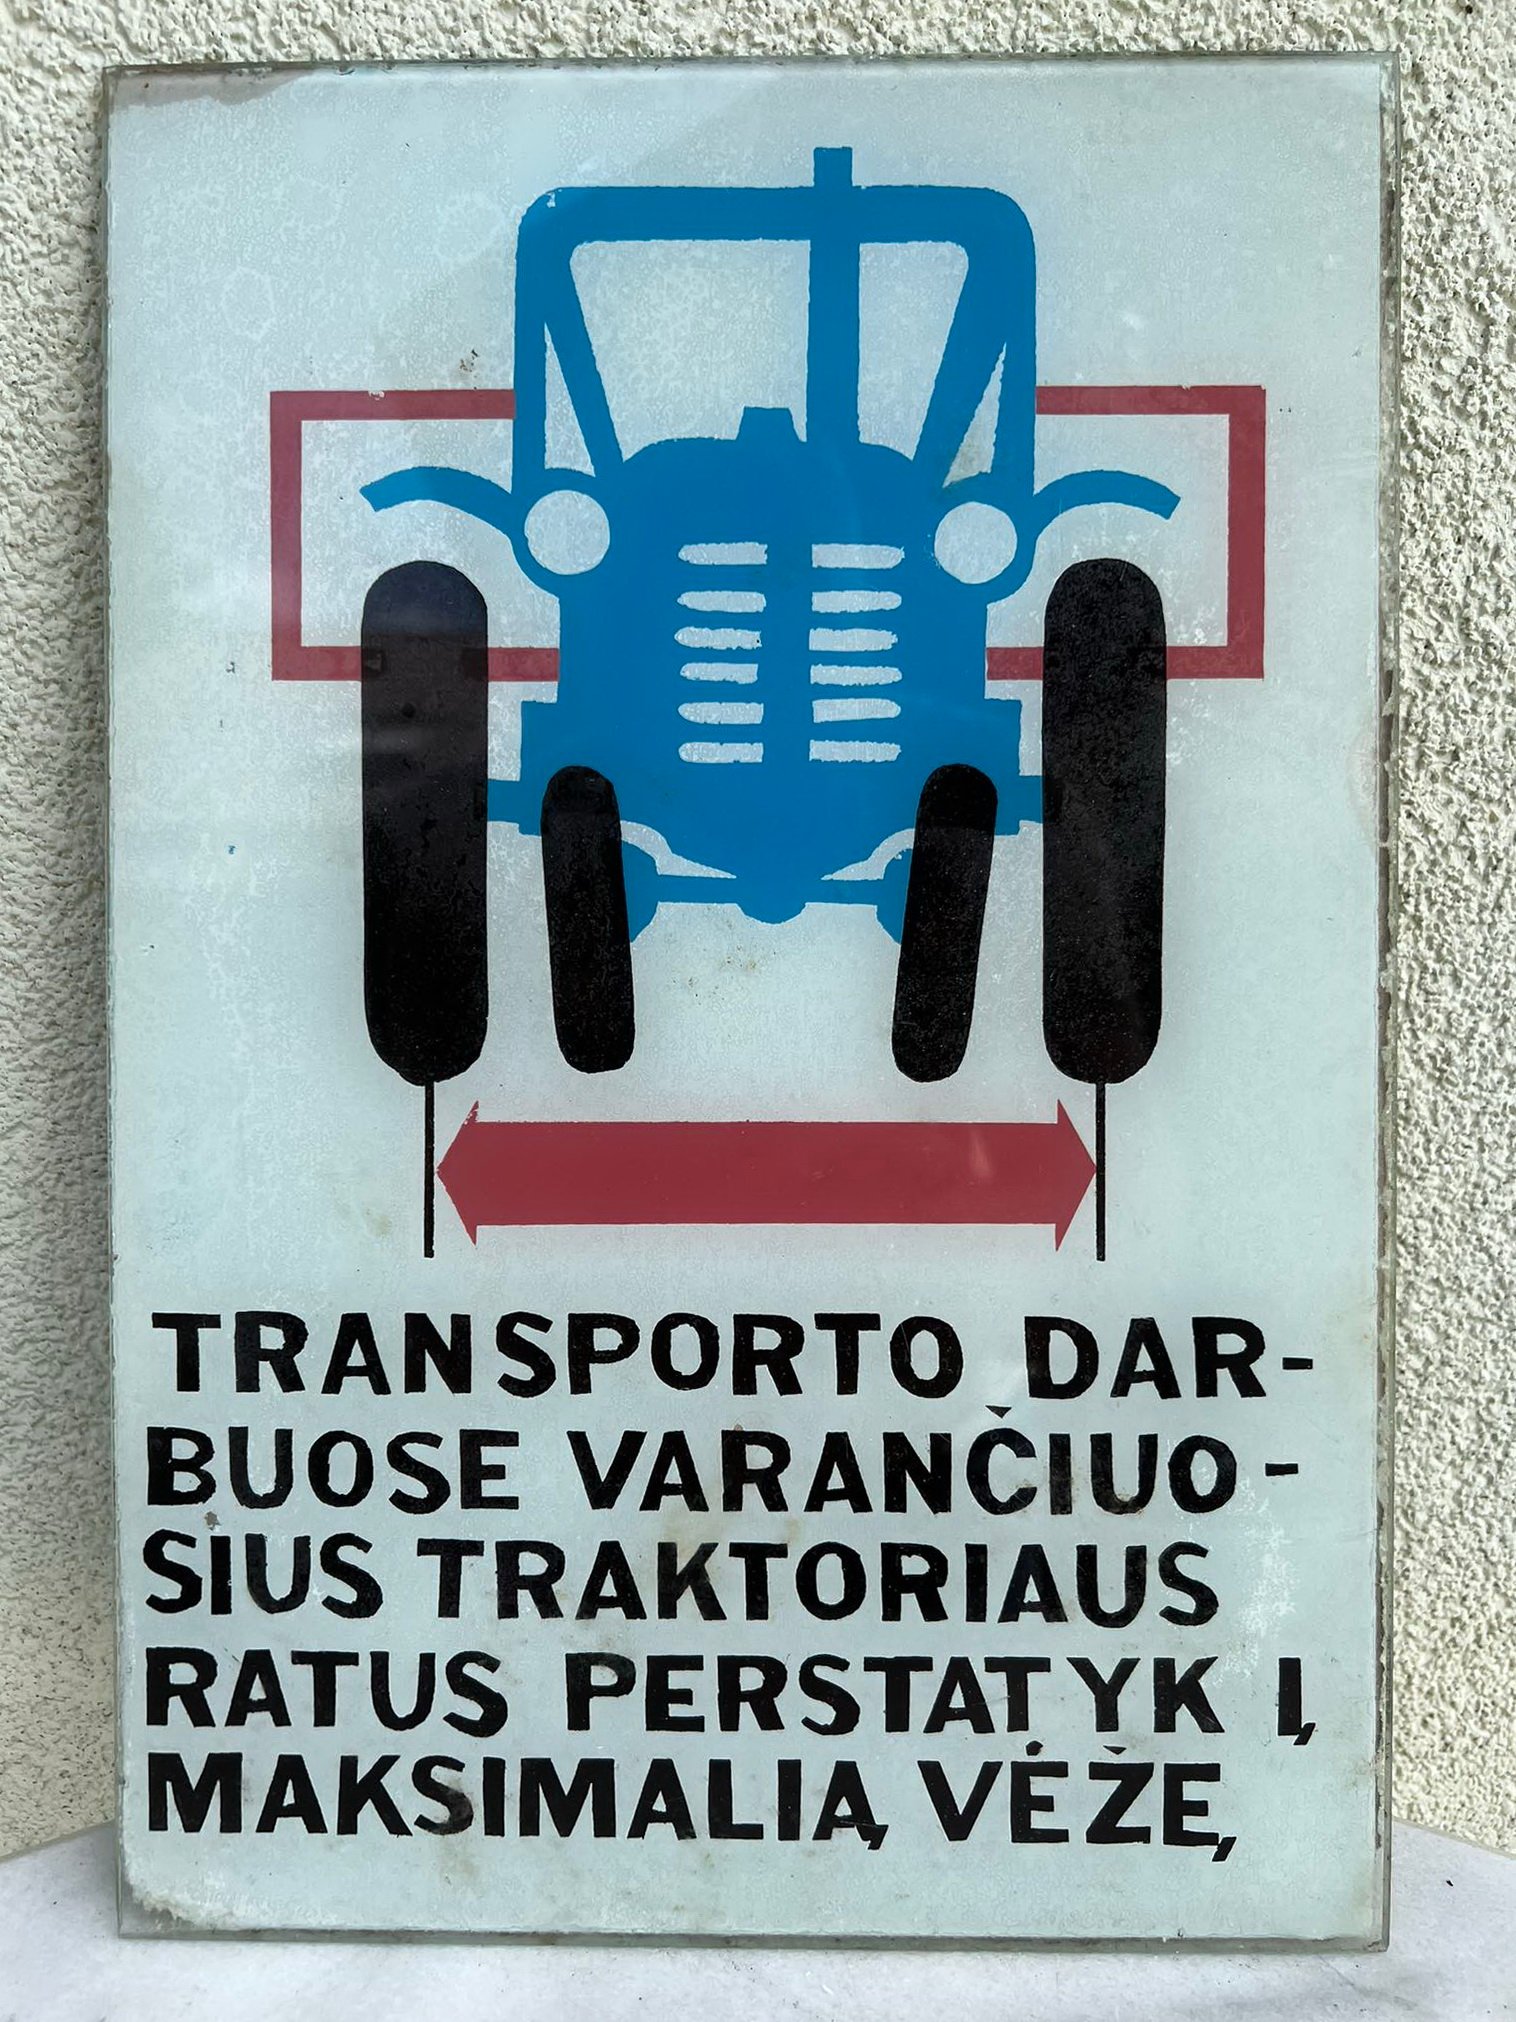 TRANSPORTO DAR-
BUOSE VARANČIUO-
SIUS TRAKTORIAUS
RATUS PERSTATYK Į
MAKSIMALIĄ VĖŽĘ